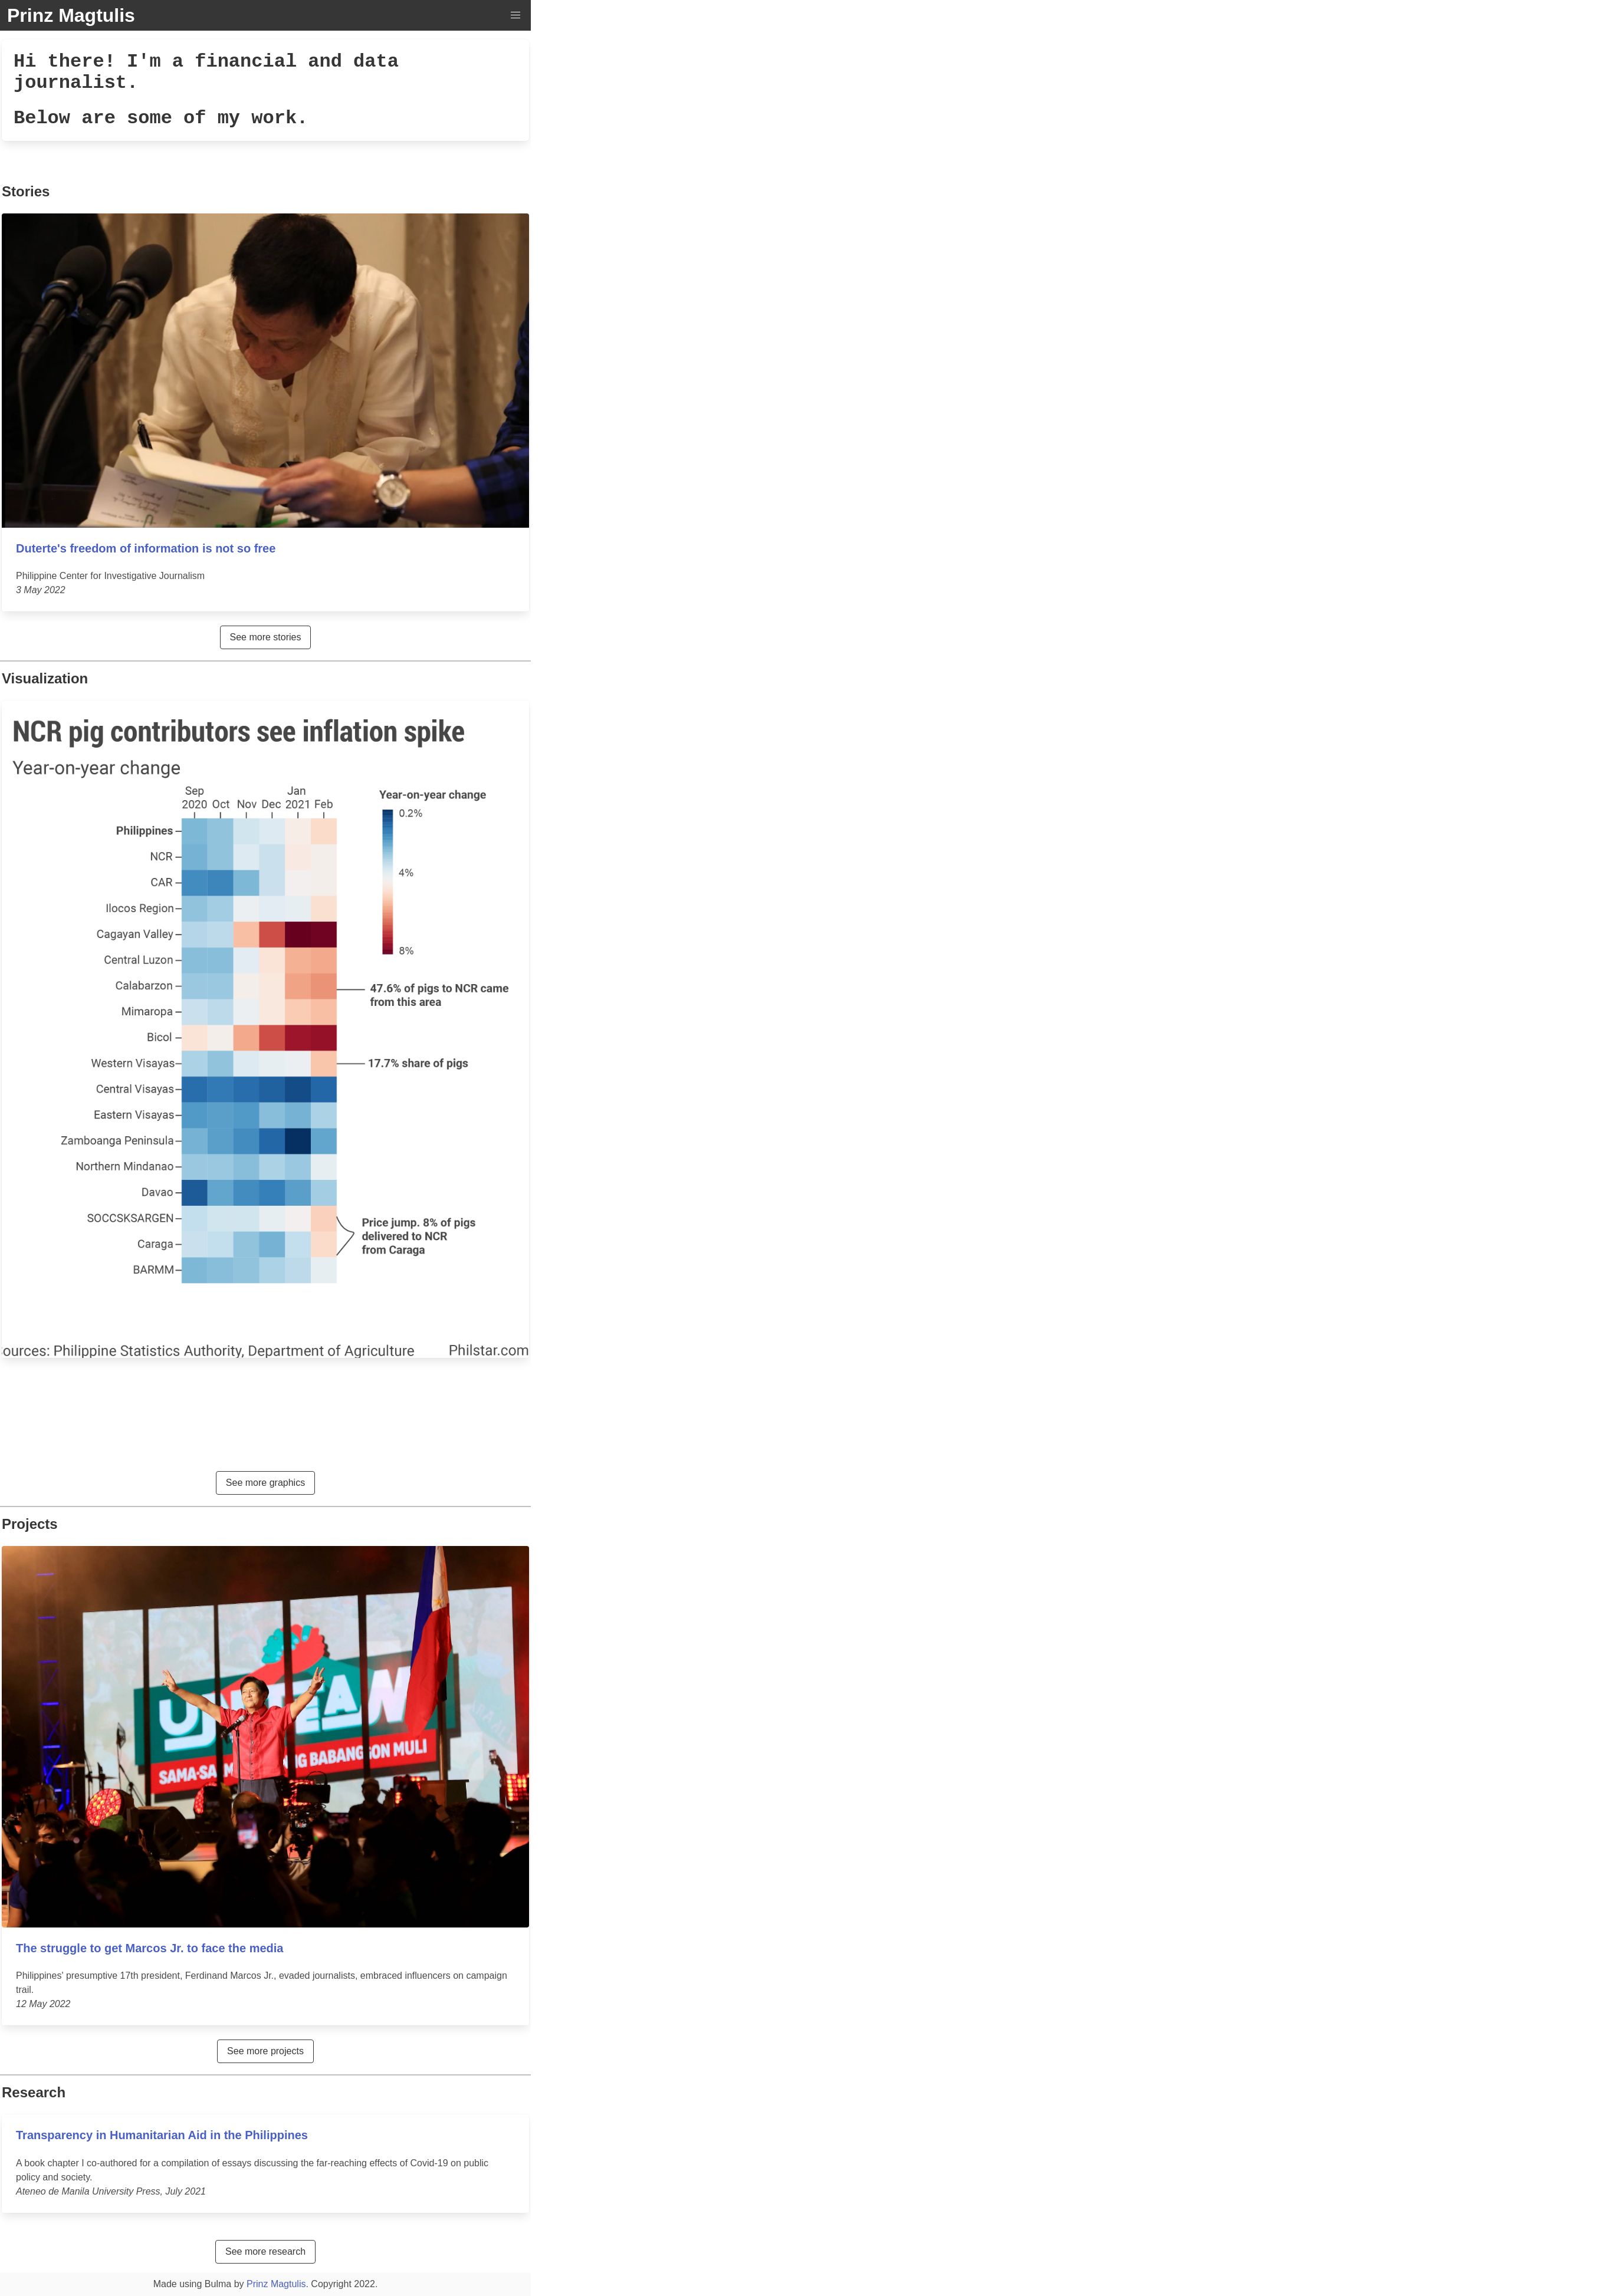 Prinz Magtulis
Hi there! I'm a financial and data
journalist.
Below are some of my work.
Stories
Duterte's freedom of information is not so free
Philippine Center for Investigative Journalism
3 May 2022
See more stories
Visualization
NCR pig contributors see inflation spike
Year-on-year change
Sep Jan
2020 Oct Nov Dec 2021 Feb
Year-on-year change
0.2%
4%
8%
Philippines
NCR
CAR
Ilocos Region
Cagayan Valley
Central Luzon
Calabarzon
47.6% of pigs to NCR came
from this area
Mimaropa
Bicol
Western Visayas
17.7% share of pigs
Central Visayas
Eastern Visayas
Zamboanga Peninsula
Northern Mindanao
Davao
SOCCSKSARGEN
Caraga
BARMM
Price jump. 8% of pigs
delivered to NCR
from Caraga
ources: Philippine Statistics Authority, Department of Agriculture Philstar.com
See more graphics
Projects
SAMA-SA NG BABANGON MULI
The struggle to get Marcos Jr. to face the media
Philippines' presumptive 17th president, Ferdinand Marcos Jr., evaded journalists, embraced influencers on campaign
trail.
12 May 2022
See more projects
Research
Transparency in Humanitarian Aid in the Philippines
A book chapter I co-authored for a compilation of essays discussing the far-reaching effects of Covid-19 on public
policy and society.
Ateneo de Manila University Press, July 2021
See more research
Made using Bulma by Prinz Magtulis. Copyright 2022.